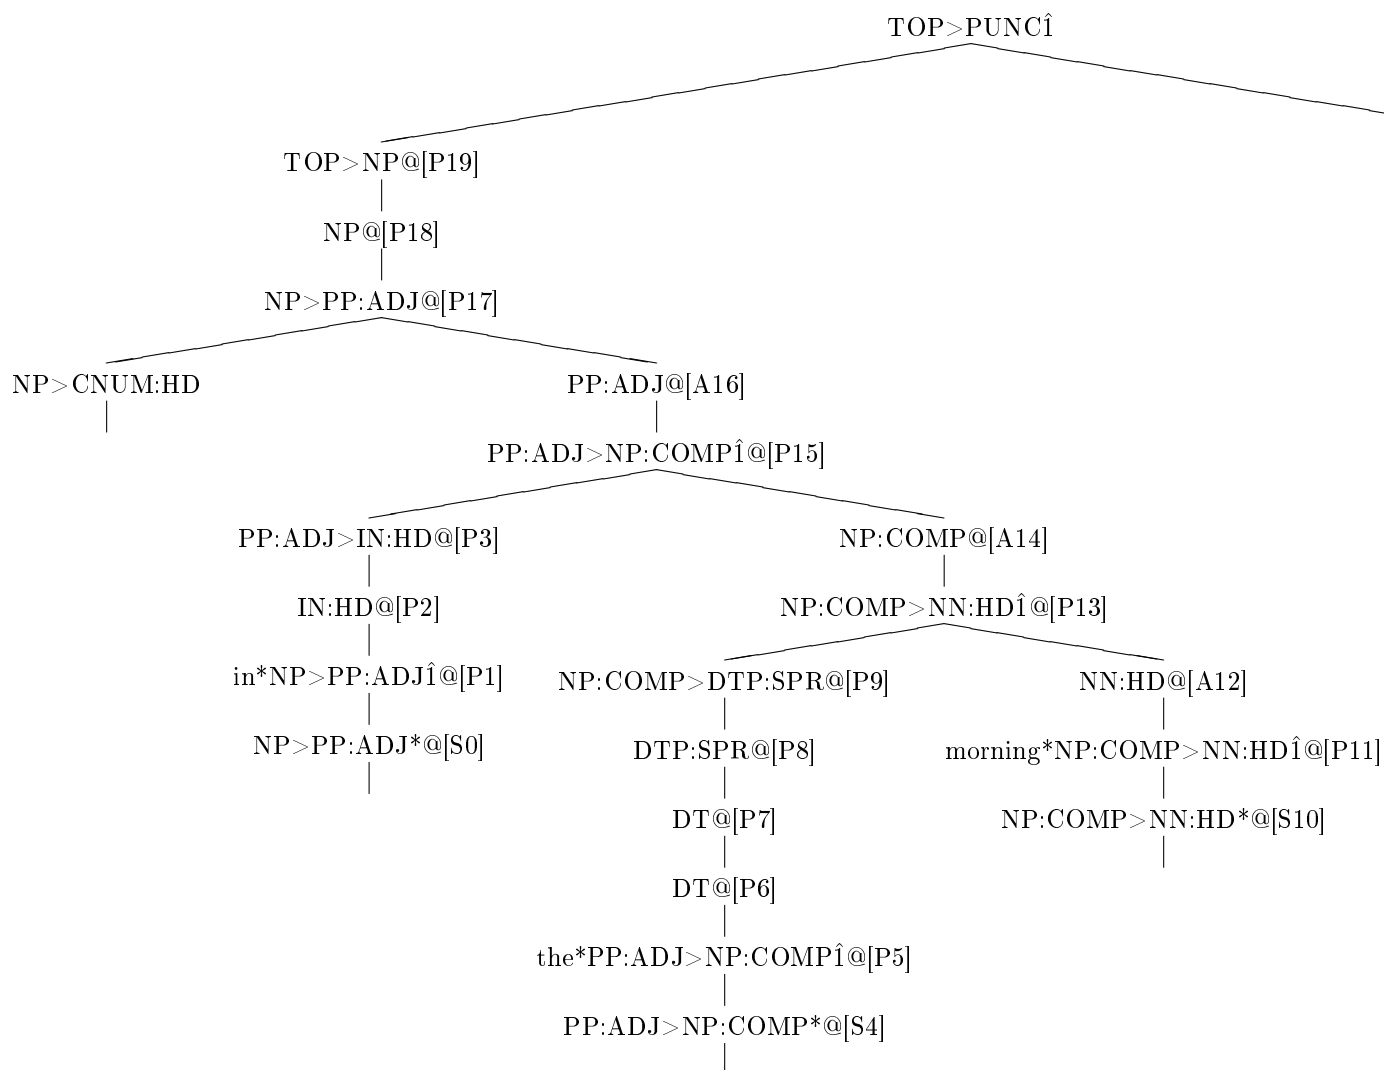 TOP>PUNCÎ
TOP>NP@[P19]
NP@[P18]
NP>PP:ADJ@[P17]
NP>CNUM:HD PP:ADJ@[A16]
PP:ADJ>NP:COMPÎ@[P15]
PP:ADJ>IN:HD@[P3] NP:COMP@[A14]
IN:HD@[P2] NP:COMP>NN:HDÎ@[P13]
in*NP>PP:ADJÎ@[P1] NP:COMP>DTP:SPR@[P9] NN:HD@[A12]
NP>PP:ADJ*@[S0] DTP:SPR@[P8] morning*NP:COMP>NN:HDÎ@[P11]
DT@[P7] NP:COMP>NN:HD*@[S10]
DT@[P6]
the*PP:ADJ>NP:COMPÎ@[P5]
PP:ADJ>NP:COMP*@[S4]